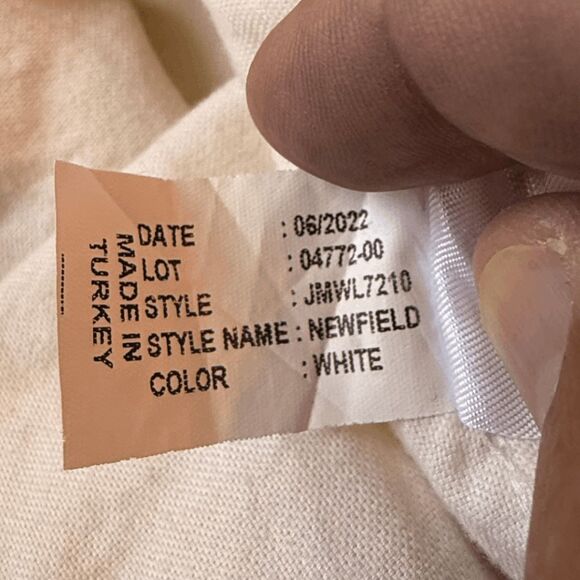 MADE IN
TURKEY
DATE : 06/2022
LOT : 04772-00
STYLE : JMWL7210
STYLE NAME : NEWFIELD
COLOR : WHITE